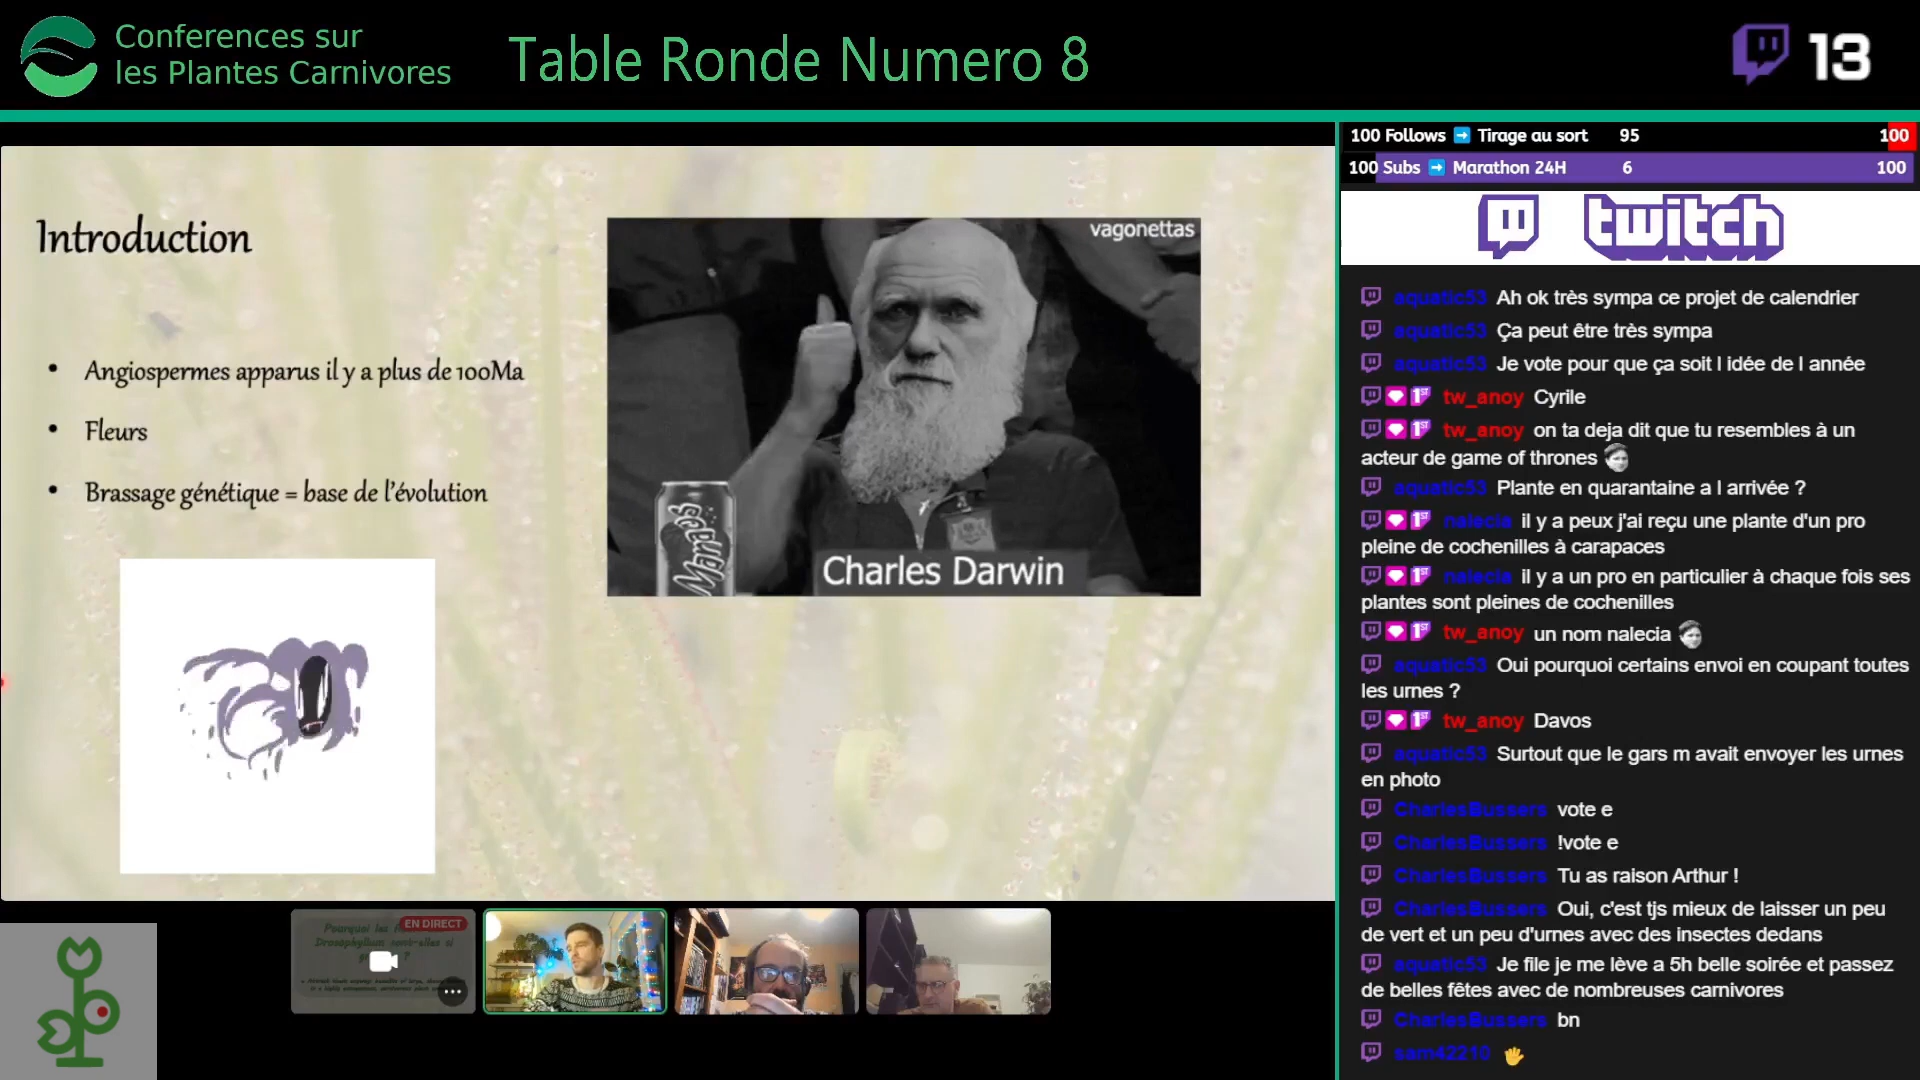 Conferences sur
les Plantes Carnivores
Table Ronde Numero 8
13
100 Follows ➡ Tirage au sort 95 100
100 Subs ➡ Marathon 24H 6 100
twitch
Introduction
• Angiospermes apparus il y a plus de 100Ma
• Fleurs
• Brassage génétique = base de l'évolution
vagonettas
Charles Darwin
EN DIRECT
Pourquoi les
Drosophyllum sont-elles si
?
aquatic53 Ah ok très sympa ce projet de calendrier
aquatic53 Ça peut être très sympa
aquatic53 Je vote pour que ça soit l idée de l année
tw_anoy Cyrile
tw_anoy on ta deja dit que tu resembles à un
acteur de game of thrones
aquatic53 Plante en quarantaine a l arrivée ?
nalecia il y a peux j'ai reçu une plante d'un pro
pleine de cochenilles à carapaces
nalecia il y a un pro en particulier à chaque fois ses
plantes sont pleines de cochenilles
tw_anoy un nom nalecia
aquatic53 Oui pourquoi certains envoi en coupant toutes
les urnes ?
tw_anoy Davos
aquatic53 Surtout que le gars m avait envoyer les urnes
en photo
CharlesBussers vote e
CharlesBussers !vote e
CharlesBussers Tu as raison Arthur !
CharlesBussers Oui, c'est tjs mieux de laisser un peu
de vert et un peu d'urnes avec des insectes dedans
aquatic53 Je file je me lève a 5h belle soirée et passez
de belles fêtes avec de nombreuses carnivores
CharlesBussers bn
sam42210 🖐